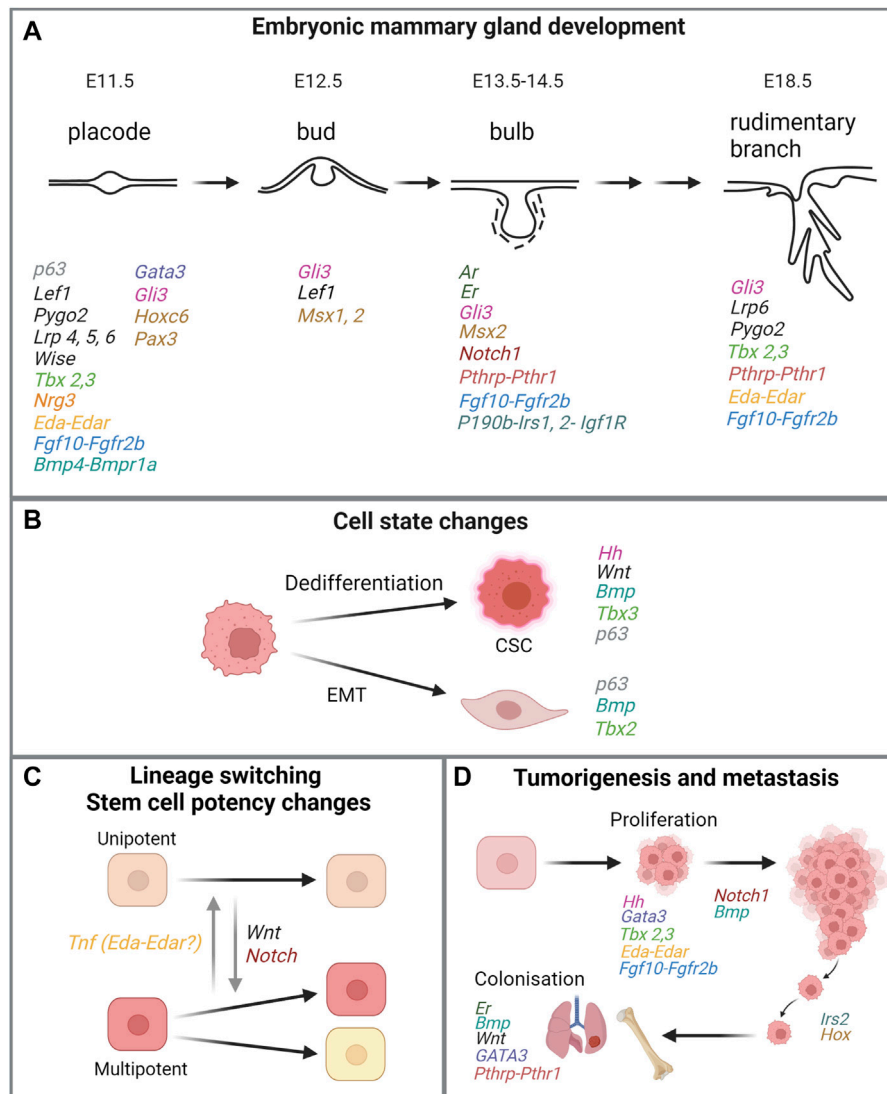 A
Embryonic mammary gland development
E11.5
E12.5
E13.5-14.5
E18.5
placode
bud
bulb
rudimentary
branch
p63
Lef1
Pygo2
Lrp 4, 5, 6
Wise
Tbx 2,3
Nrg3
Eda-Edar
Fgf10-Fgfr2b
Bmp4-Bmpr1a
Gata3
Gli3
Hoxc6
Pax3
Gli3
Lef1
Msx1, 2
Ar
Er
Gli3
Msx2
Notch1
Pthrp-Pthr1
Fgf10-Fgfr2b
P190b-Irs1, 2- Igf1R
Gli3
Lrp6
Pygo2
Tbx 2,3
Pthrp-Pthr1
Eda-Edar
Fgf10-Fgfr2b
B
Cell state changes
Dedifferentiation
CSC
Hh
Wnt
Bmp
Tbx3
p63
EMT
p63
Bmp
Tbx2
C
Lineage switching
Stem cell potency changes
Unipotent
Tnf (Eda-Edar?)
Wnt
Notch
Multipotent
D
Tumorigenesis and metastasis
Proliferation
Hh
Gata3
Tbx 2,3
Eda-Edar
Fgf10-Fgfr2b
Notch1
Bmp
Colonisation
Er
Bmp
Wnt
GATA3
Pthrp-Pthr1
Irs2
Hox